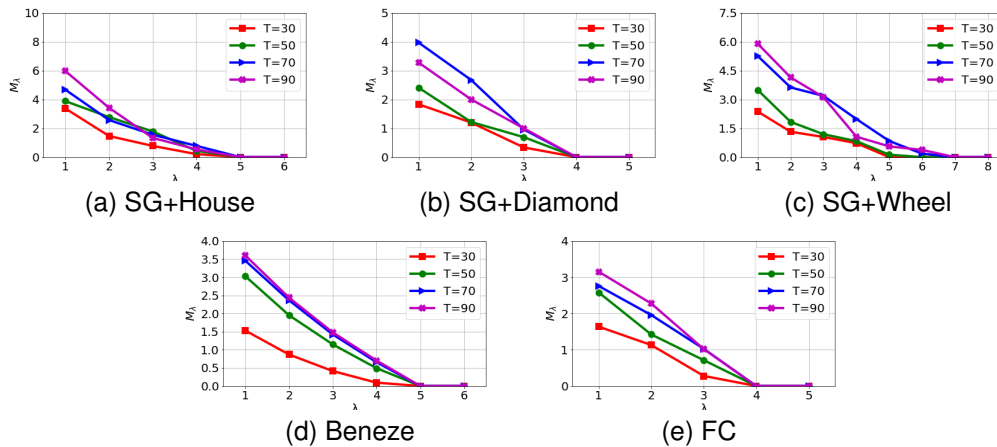 10
8
6
4
2
0
Mλ
1 2 3 4 5 6
λ
T=30
T=50
T=70
T=90
(a) SG+House
5
4
3
2
1
0
Mλ
1 2 3 4 5
λ
T=30
T=50
T=70
T=90
(b) SG+Diamond
7.5
6.0
4.5
3.0
1.5
0.0
Mλ
1 2 3 4 5 6 7 8
λ
T=30
T=50
T=70
T=90
(c) SG+Wheel
4.0
3.5
3.0
2.5
2.0
1.5
1.0
0.5
0.0
Mλ
1 2 3 4 5 6
λ
T=30
T=50
T=70
T=90
(d) Beneze
4
3
2
1
0
Mλ
1 2 3 4 5
λ
T=30
T=50
T=70
T=90
(e) FC